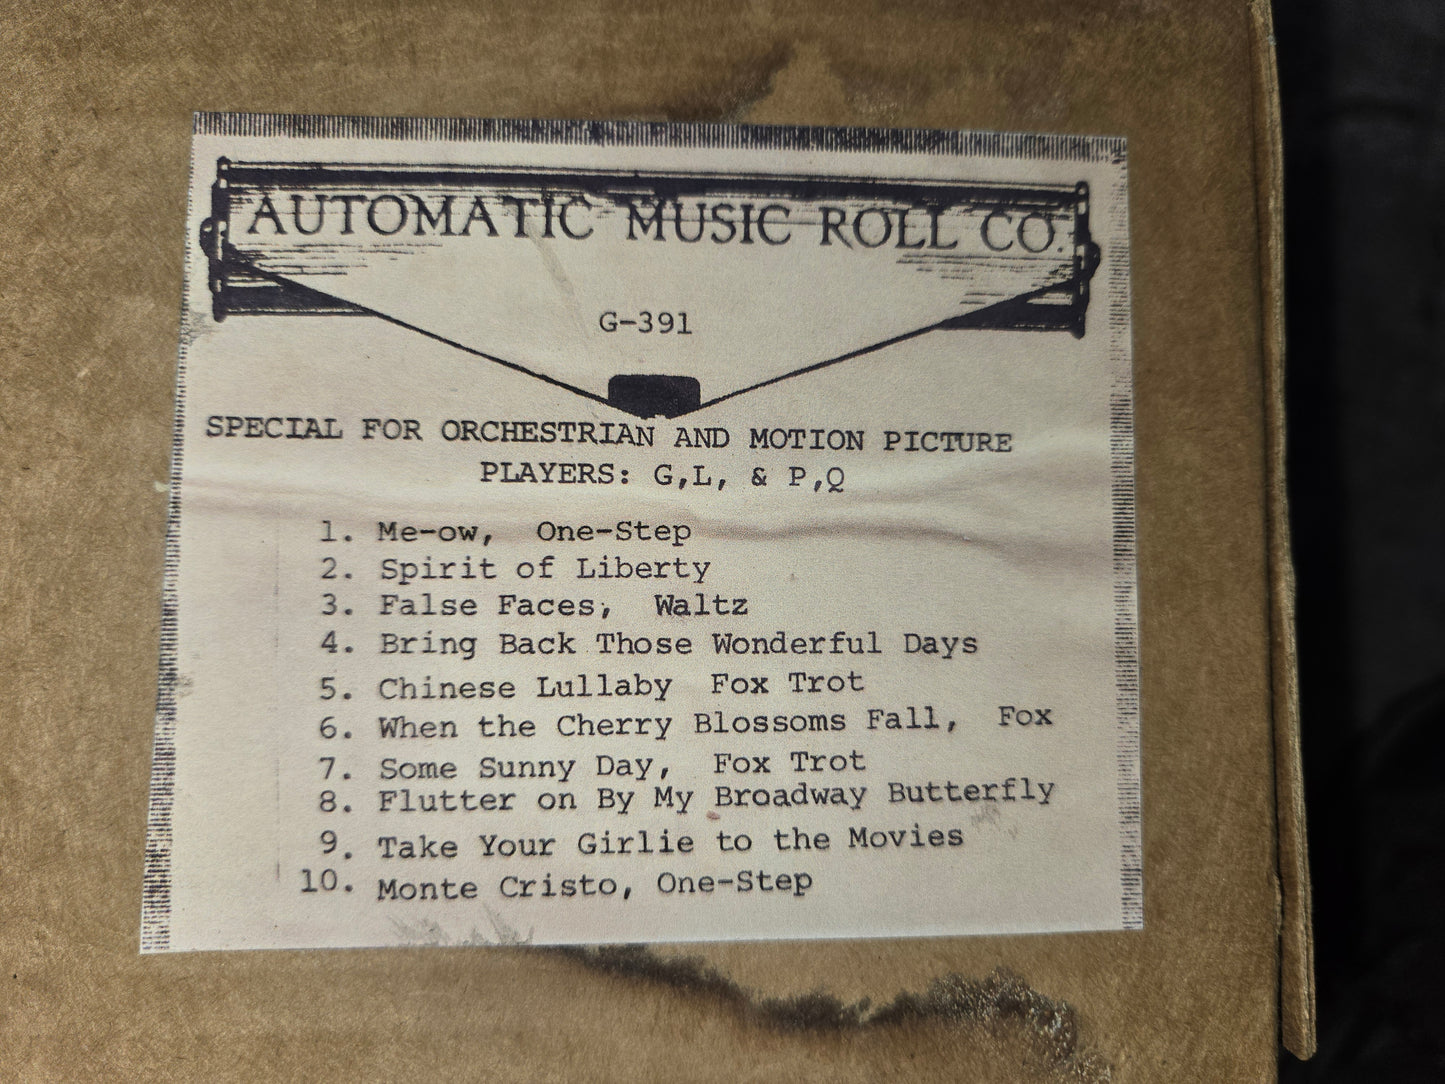 AUTOMATIC MUSIC ROLL CO.
G-391
SPECIAL FOR ORCHESTRIAN AND MOTION PICTURE
PLAYERS: G,L, & P,Q
1. Me-ow, One-Step
2. Spirit of Liberty
3. False Faces, Waltz
4. Bring Back Those Wonderful Days
5. Chinese Lullaby Fox Trot
6. When the Cherry Blossoms Fall, Fox
7. Some Sunny Day, Fox Trot
8. Flutter on By My Broadway Butterfly
9. Take Your Girlie to the Movies
10. Monte Cristo, One-Step